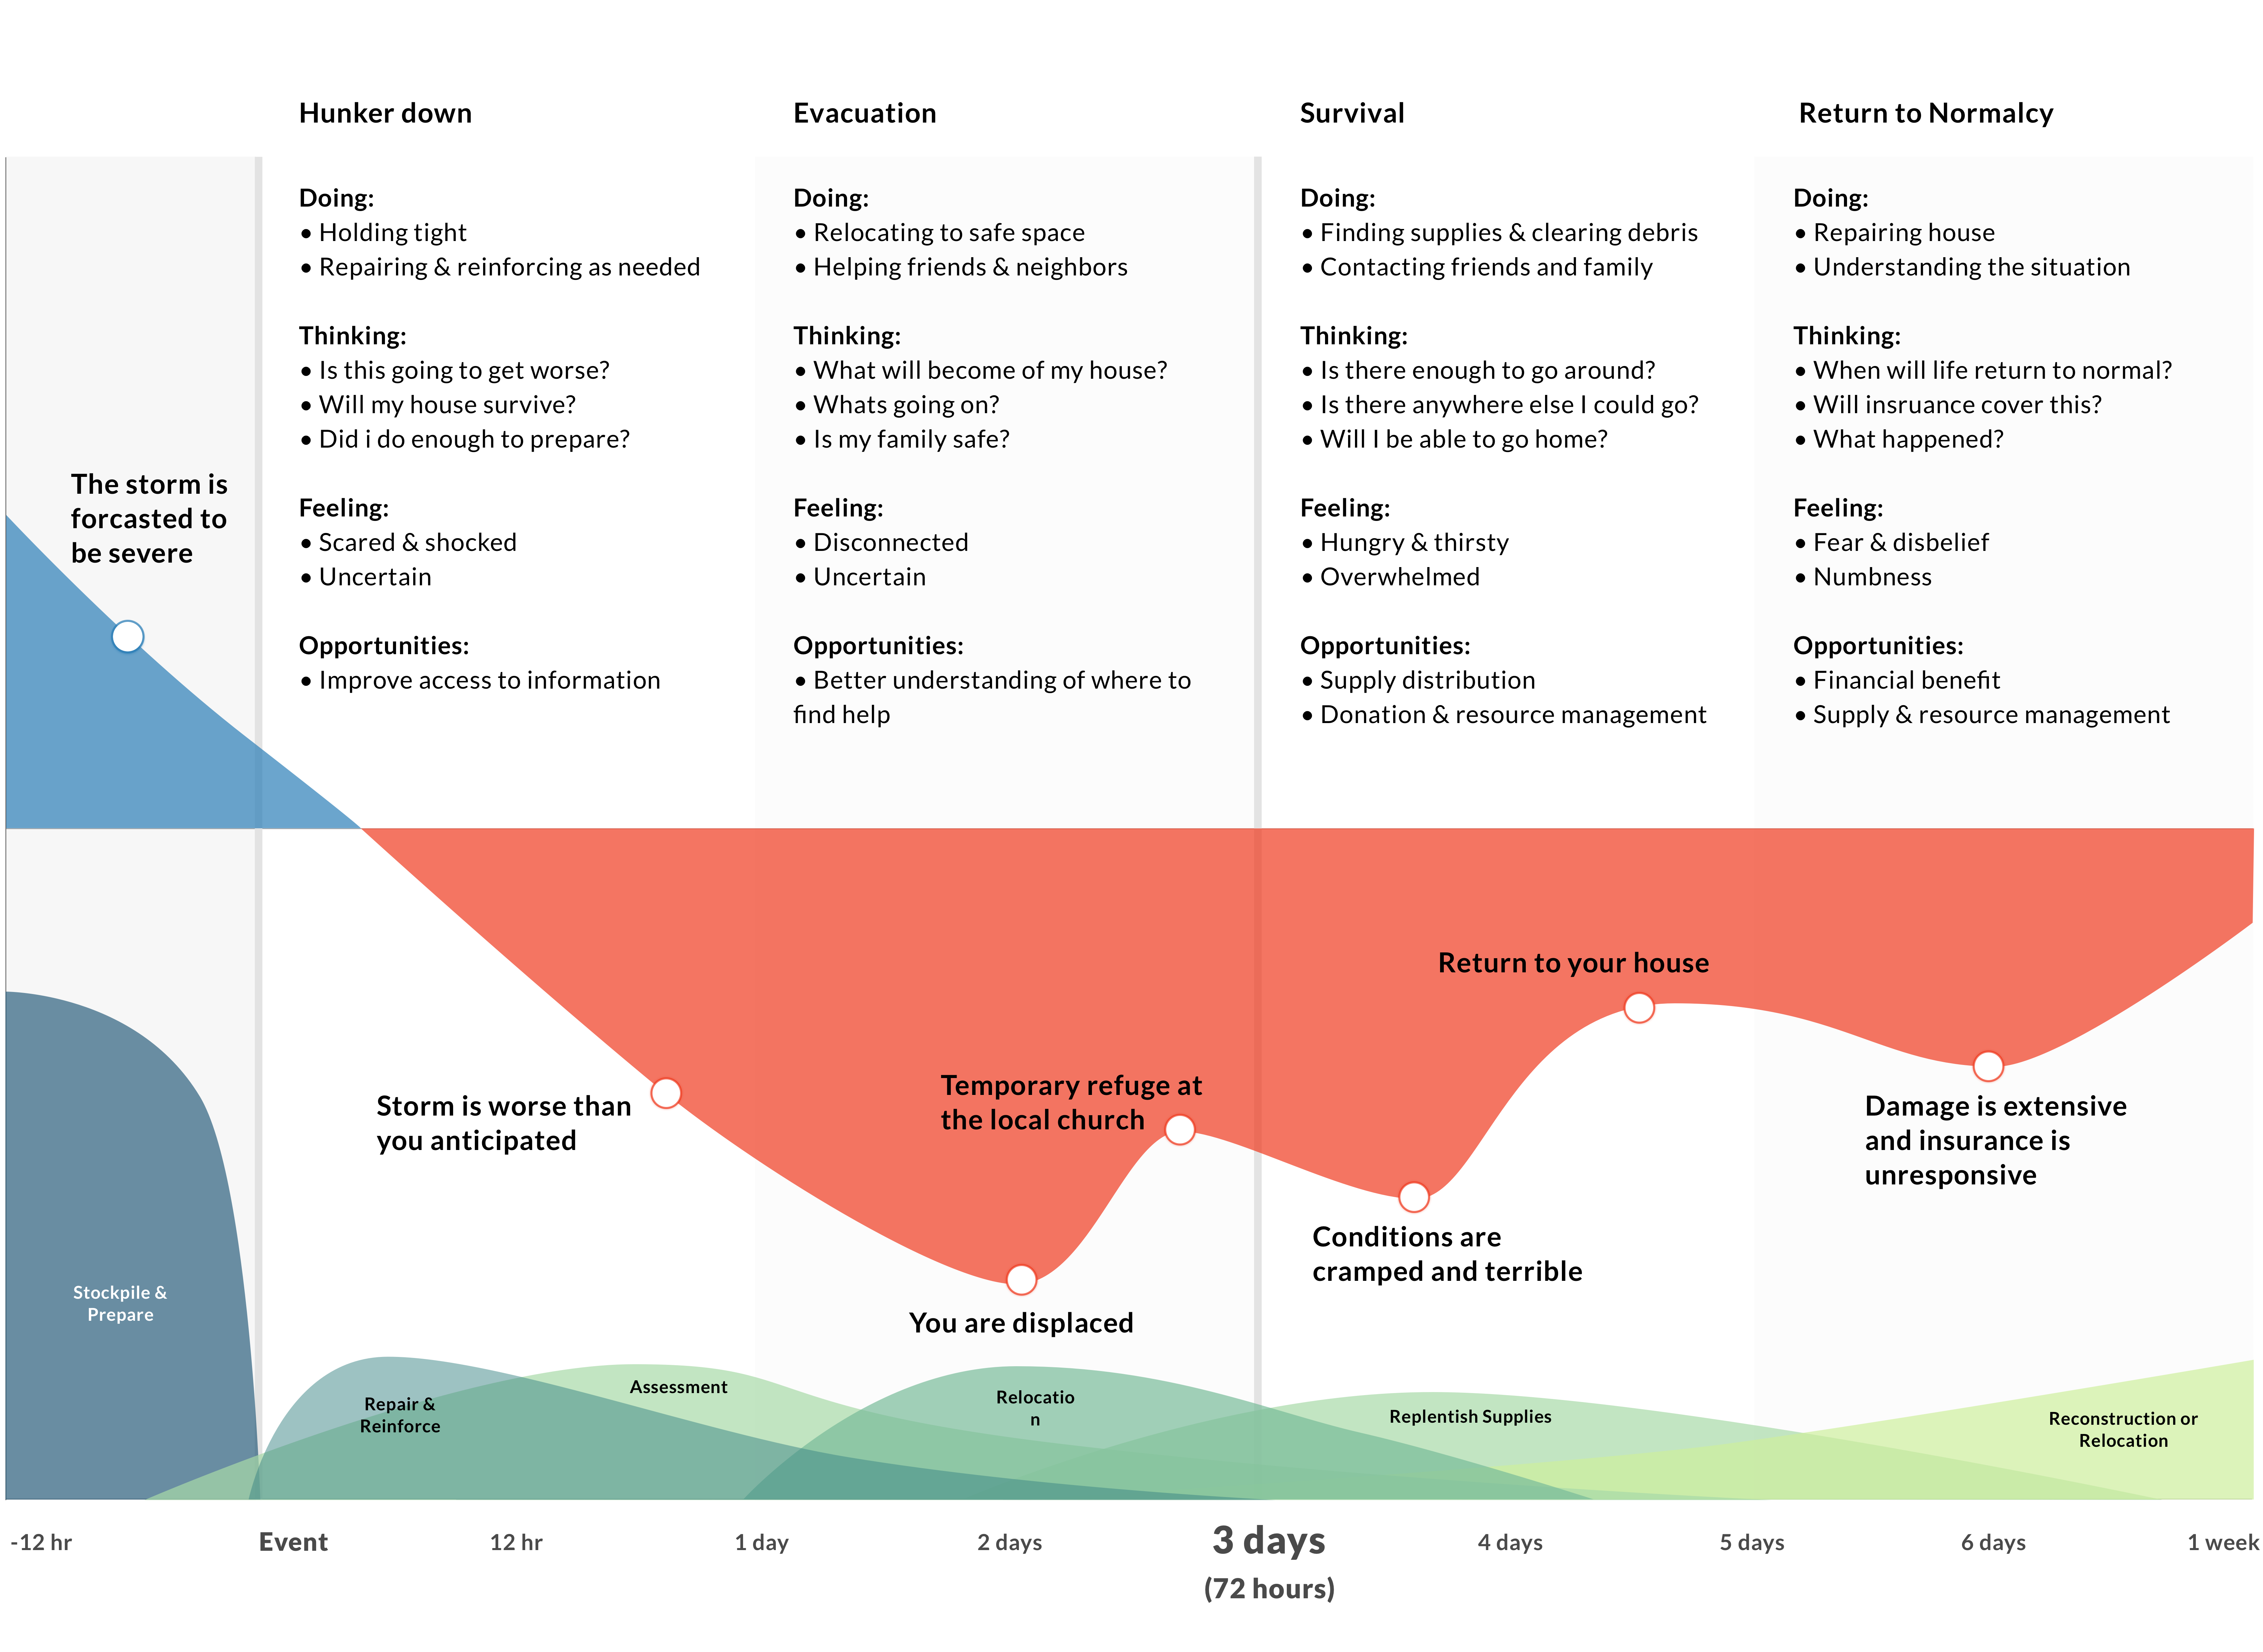 Hunker down
Evacuation
Survival
Return to Normalcy
Doing:
• Holding tight
• Repairing & reinforcing as needed
Thinking:
• Is this going to get worse?
• Will my house survive?
• Did i do enough to prepare?
Feeling:
• Scared & shocked
• Uncertain
Opportunities:
• Improve access to information
Doing:
• Relocating to safe space
• Helping friends & neighbors
Thinking:
• What will become of my house?
• Whats going on?
• Is my family safe?
Feeling:
• Disconnected
• Uncertain
Opportunities:
• Better understanding of where to
find help
Doing:
• Finding supplies & clearing debris
• Contacting friends and family
Thinking:
• Is there enough to go around?
• Is there anywhere else I could go?
• Will I be able to go home?
Feeling:
• Hungry & thirsty
• Overwhelmed
Opportunities:
• Supply distribution
• Donation & resource management
Doing:
• Repairing house
• Understanding the situation
Thinking:
• When will life return to normal?
• Will insruance cover this?
• What happened?
Feeling:
• Fear & disbelief
• Numbness
Opportunities:
• Financial benefit
• Supply & resource management
The storm is
forcasted to
be severe
Storm is worse than
you anticipated
You are displaced
Temporary refuge at
the local church
Conditions are
cramped and terrible
Return to your house
Damage is extensive
and insurance is
unresponsive
Stockpile &
Prepare
Repair &
Reinforce
Assessment
Relocatio
n
Replentish Supplies
Reconstruction or
Relocation
-12 hr
Event
12 hr
1 day
2 days
3 days
(72 hours)
4 days
5 days
6 days
1 week